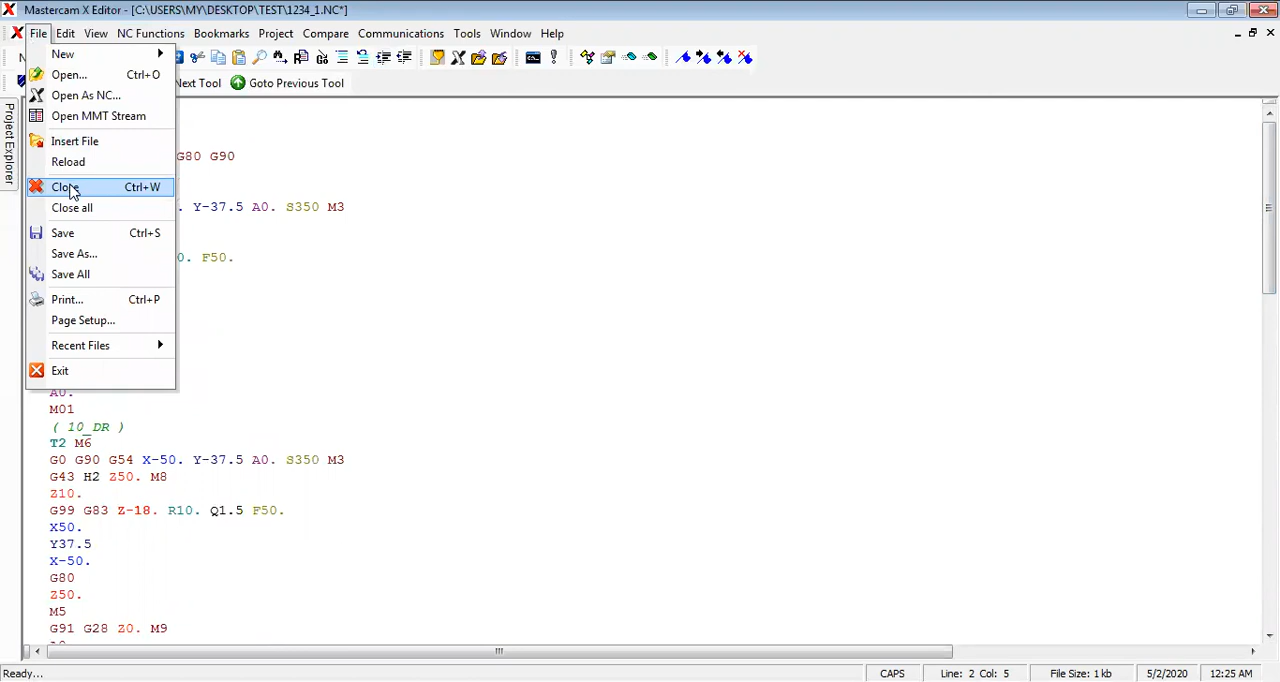 Mastercam X Editor - [C:\USERS\MY\DESKTOP\TEST\1234_1.NC*]
File Edit View NC Functions Bookmarks Project Compare Communications Tools Window Help
New
Open... Ctrl+O
Open As NC...
Open MMT Stream
Insert File
Reload
Close Ctrl+W
Close all
Save Ctrl+S
Save As...
Save All
Print... Ctrl+P
Page Setup...
Recent Files
Exit
N
Next Tool Goto Previous Tool
Project Explorer
G80 G90
. Y-37.5 A0. S350 M3
0. F50.
A0.
M01
( 10_DR )
T2 M6
G0 G90 G54 X-50. Y-37.5 A0. S350 M3
G43 H2 Z50. M8
Z10.
G99 G83 Z-18. R10. Q1.5 F50.
X50.
Y37.5
X-50.
G80
Z50.
M5
G91 G28 Z0. M9
Ready... CAPS Line: 2 Col: 5 File Size: 1 kb 5/2/2020 12:25 AM